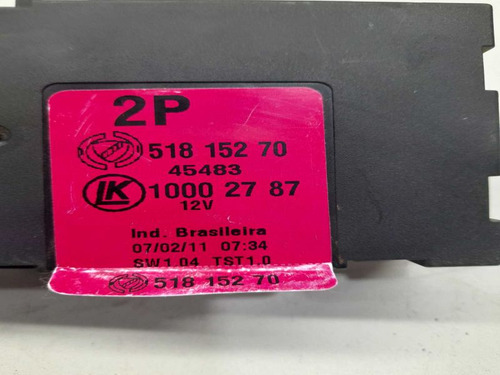 2P
518 152 70
45483
LK 1000 27 87
12V
Ind. Brasileira
07/02/11 07:34
SW1.04 TST1.0
518 152 70